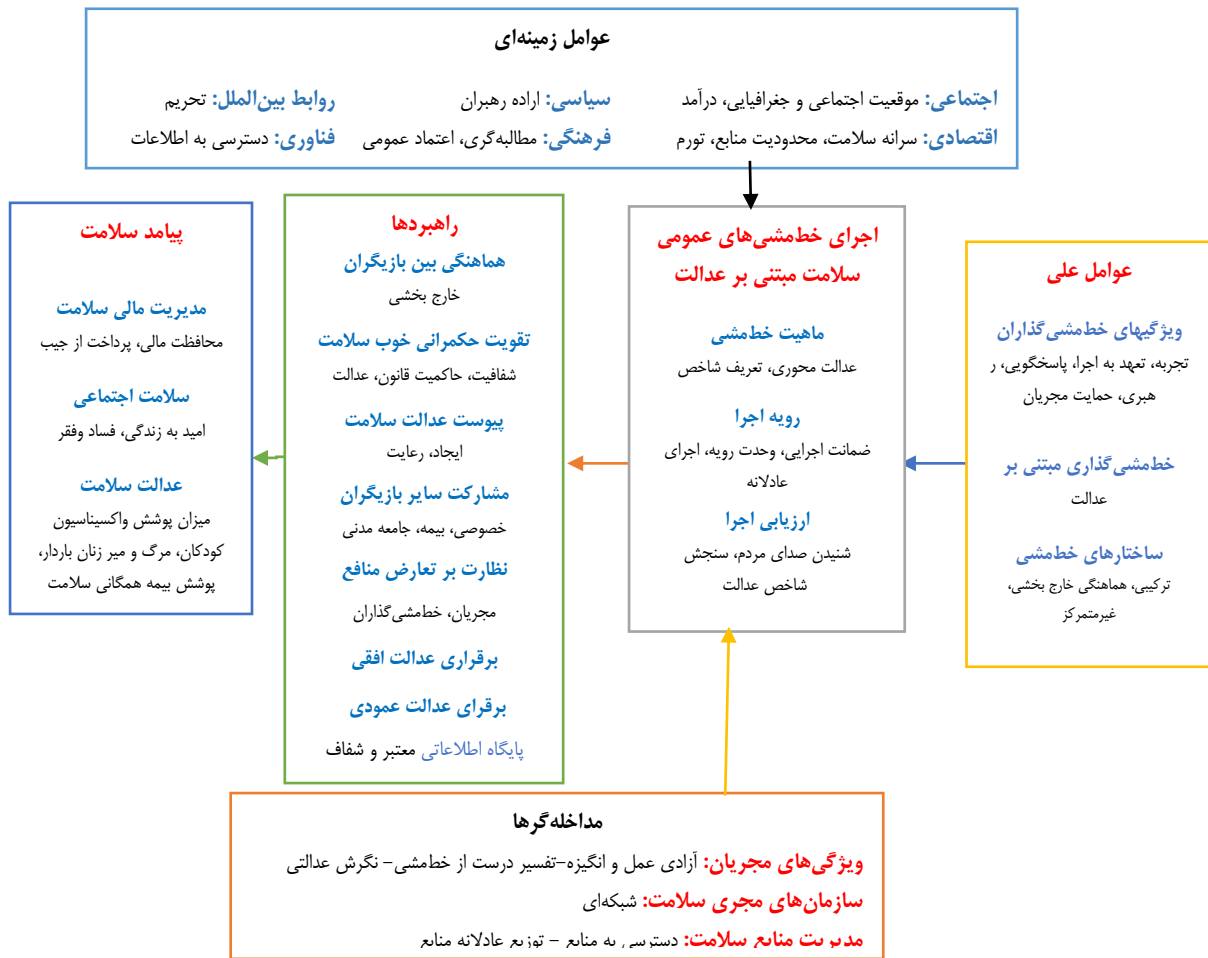 عوامل زمینه‌ای
اجتماعی: موقعیت اجتماعی و جغرافیایی، درآمد
سیاسی: اراده رهبران
روابط بین‌الملل: تحریم
اقتصادی: سرانه سلامت، محدودیت منابع، تورم
فرهنگی: مطالبه‌گری، اعتماد عمومی
فناوری: دسترسی به اطلاعات
عوامل علی
ویژگیهای خط‌مشی‌گذاران
تجربه، تعهد به اجرا، پاسخگویی، ر
هبری، حمایت مجریان
خط‌مشی‌گذاری مبتنی بر
عدالت
ساختارهای خط‌مشی
ترکیبی، هماهنگی خارج بخشی،
غیرمتمرکز
اجرای خط‌مشی‌های عمومی
سلامت مبتنی بر عدالت
ماهیت خط‌مشی
عدالت محوری، تعریف شاخص
رویه اجرا
ضمانت اجرایی، وحدت رویه، اجرای
عادلانه
ارزیابی اجرا
شنیدن صدای مردم، سنجش
شاخص عدالت
راهبردها
هماهنگی بین بازیگران
خارج بخشی
تقویت حکمرانی خوب سلامت
شفافیت، حاکمیت قانون، عدالت
پیوست عدالت سلامت
ایجاد، رعایت
مشارکت سایر بازیگران
خصوصی، بیمه، جامعه مدنی
نظارت بر تعارض منافع
مجریان، خط‌مشی‌گذاران
برقراری عدالت افقی
برقرای عدالت عمودی
پایگاه اطلاعاتی معتبر و شفاف
پیامد سلامت
مدیریت مالی سلامت
محافظت مالی، پرداخت از جیب
سلامت اجتماعی
امید به زندگی، فساد وفقر
عدالت سلامت
میزان پوشش واکسیناسیون
کودکان، مرگ و میر زنان باردار،
پوشش بیمه همگانی سلامت
مداخله‌گرها
ویژگی‌های مجریان: آزادی عمل و انگیزه-تفسیر درست از خط‌مشی- نگرش عدالتی
سازمان‌های مجری سلامت: شبکه‌ای
مدیریت منابع سلامت: دسترسی به منابع - توزیع عادلانه منابع